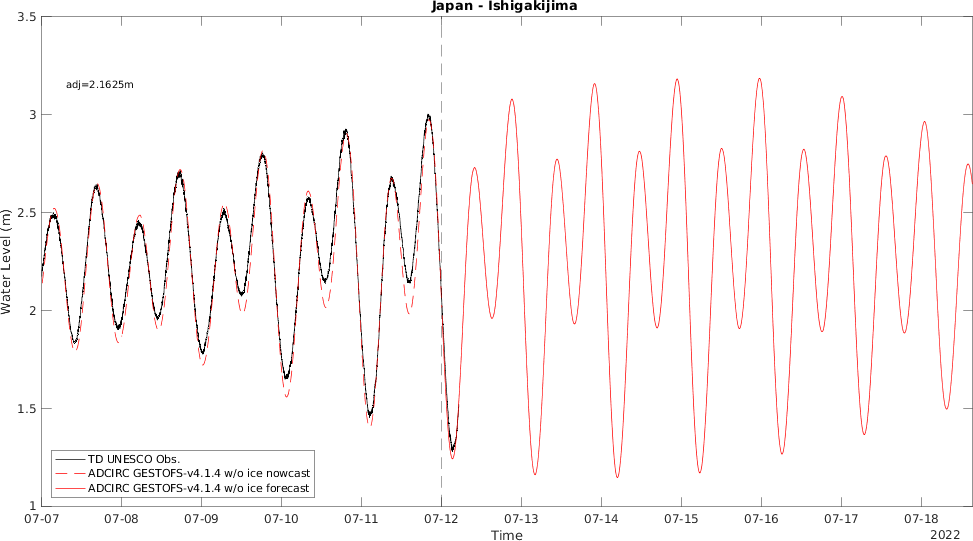 Japan - Ishigakijima
3.5
3
2.5
2
1.5
1
Water Level (m)
adj=2.1625m
TD UNESCO Obs.
ADCIRC GESTOFS-v4.1.4 w/o ice nowcast
ADCIRC GESTOFS-v4.1.4 w/o ice forecast
07-07 07-08 07-09 07-10 07-11 07-12 07-13 07-14 07-15 07-16 07-17 07-18
2022
Time